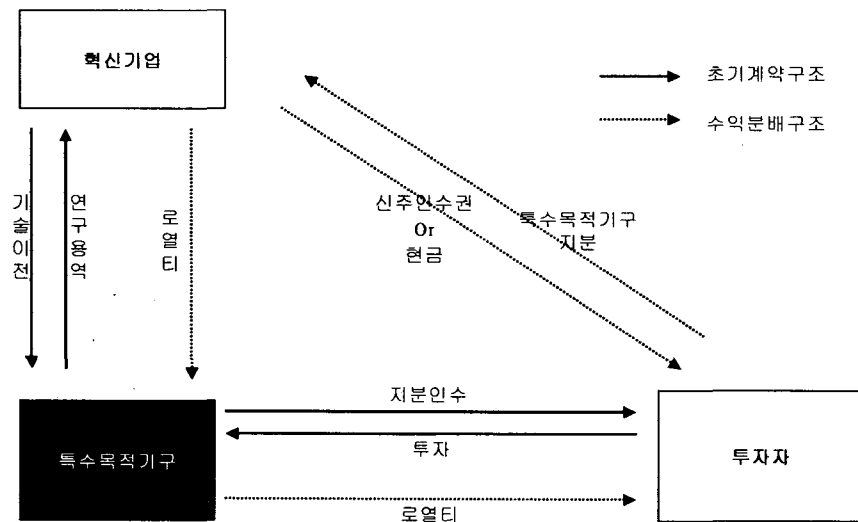 혁신기업
초기계약구조
수익분배구조
기술이전
연구용역
로열티
신주인수권
Or
현금
특수목적기구
지분
지분인수
투자
특수목적기구
투자자
로열티